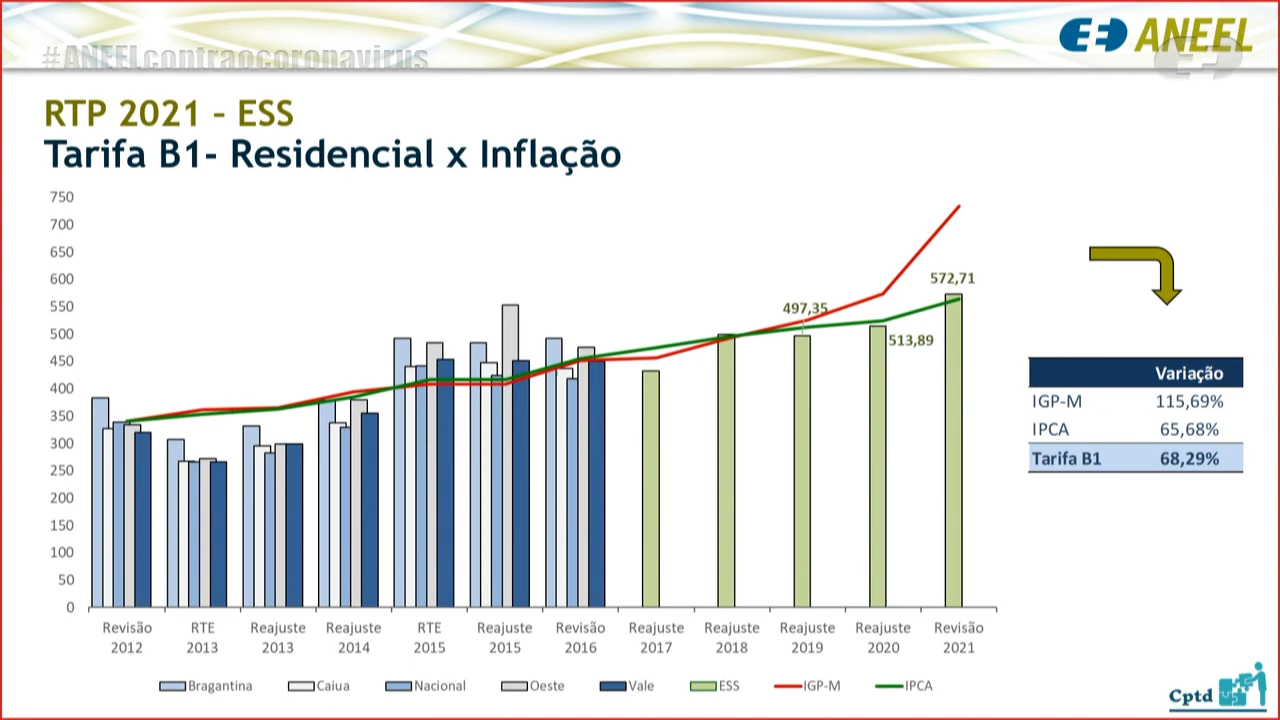 #ANEELcontraocoronavirus
ANEEL
RTP 2021 – ESS
Tarifa B1- Residencial x Inflação
750
700
650
600
550
500
450
400
350
300
250
200
150
100
50
0
497,35
513,89
572,71
Revisão 2012
RTE 2013
Reajuste 2013
Reajuste 2014
RTE 2015
Reajuste 2015
Revisão 2016
Reajuste 2017
Reajuste 2018
Reajuste 2019
Reajuste 2020
Revisão 2021
Bragantina Caiua Nacional Oeste Vale ESS IGP-M IPCA
Variação
IGP-M 115,69%
IPCA 65,68%
Tarifa B1 68,29%
Cptd